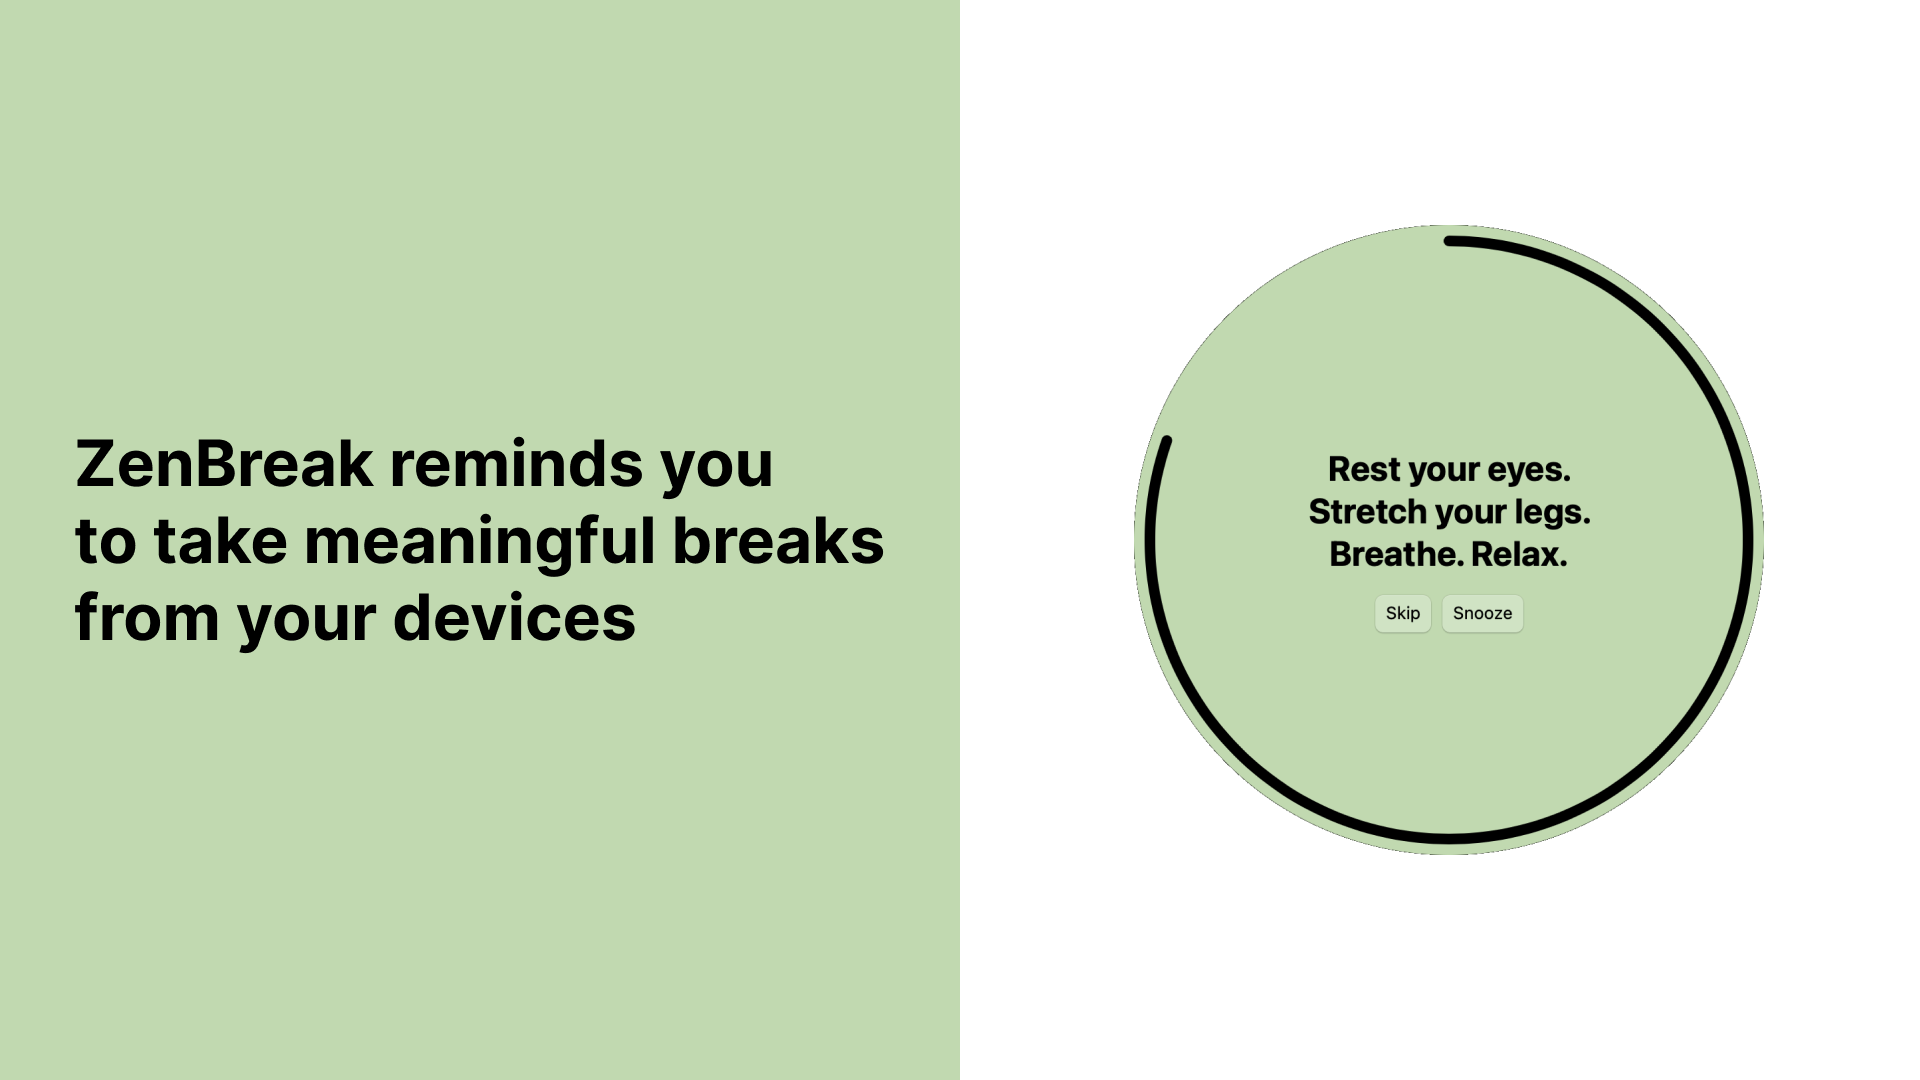 ZenBreak reminds you
to take meaningful breaks
from your devices
Rest your eyes.
Stretch your legs.
Breathe. Relax.
Skip
Snooze